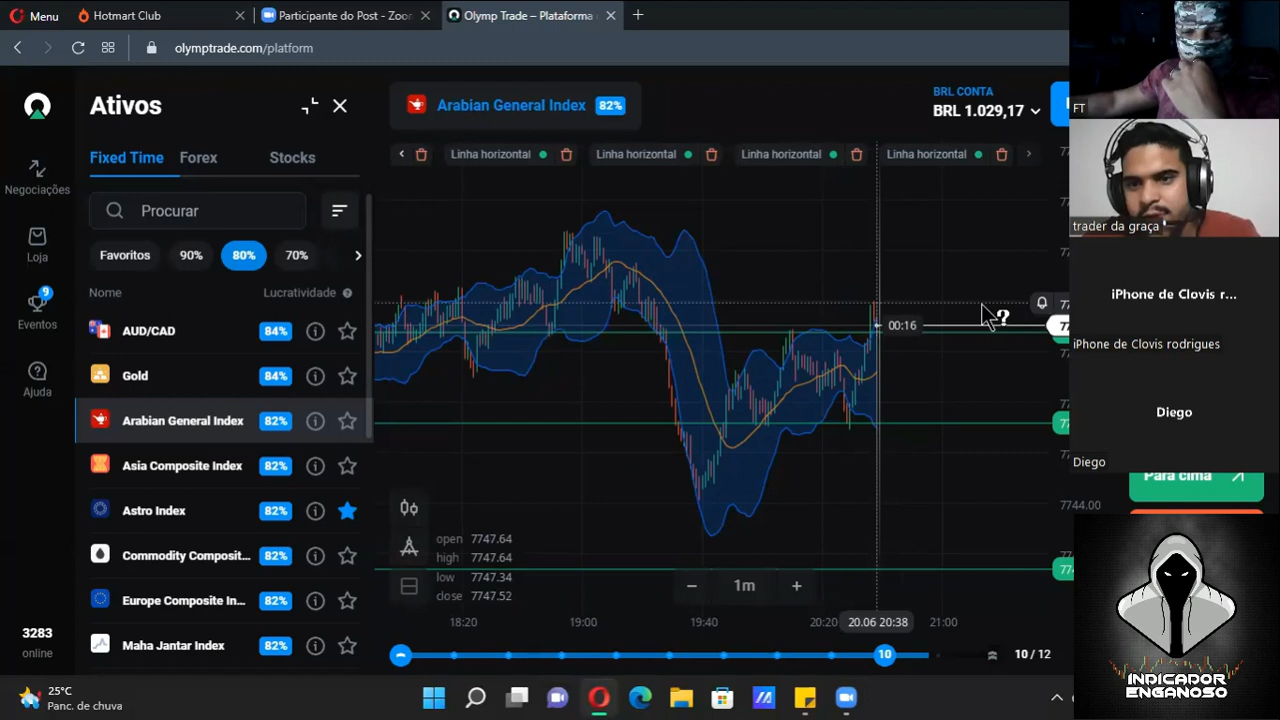 Menu
Hotmart Club
Participante do Post - Zoo
Olymp Trade – Plataforma
olymptrade.com/platform
Ativos
Fixed Time
Forex
Stocks
Procurar
Favoritos
90%
80%
70%
Nome
Lucratividade
AUD/CAD
84%
Gold
84%
Arabian General Index
82%
Asia Composite Index
82%
Astro Index
82%
Commodity Composit...
82%
Europe Composite In...
82%
Maha Jantar Index
82%
Negociações
Loja
9
Eventos
Ajuda
3283
online
Arabian General Index
82%
BRL CONTA
BRL 1.029,17
Linha horizontal
Linha horizontal
Linha horizontal
Linha horizontal
00:16
open 7747.64
high 7747.64
low 7747.34
close 7747.52
1m
7744.00
18:20
19:00
19:40
20:20
20.06 20:38
21:00
10
10 / 12
Para cima
FT
trader da graça
iPhone de Clovis r...
iPhone de Clovis rodrigues
Diego
Diego
INDICADOR
ENGANOSO
25°C
Panc. de chuva